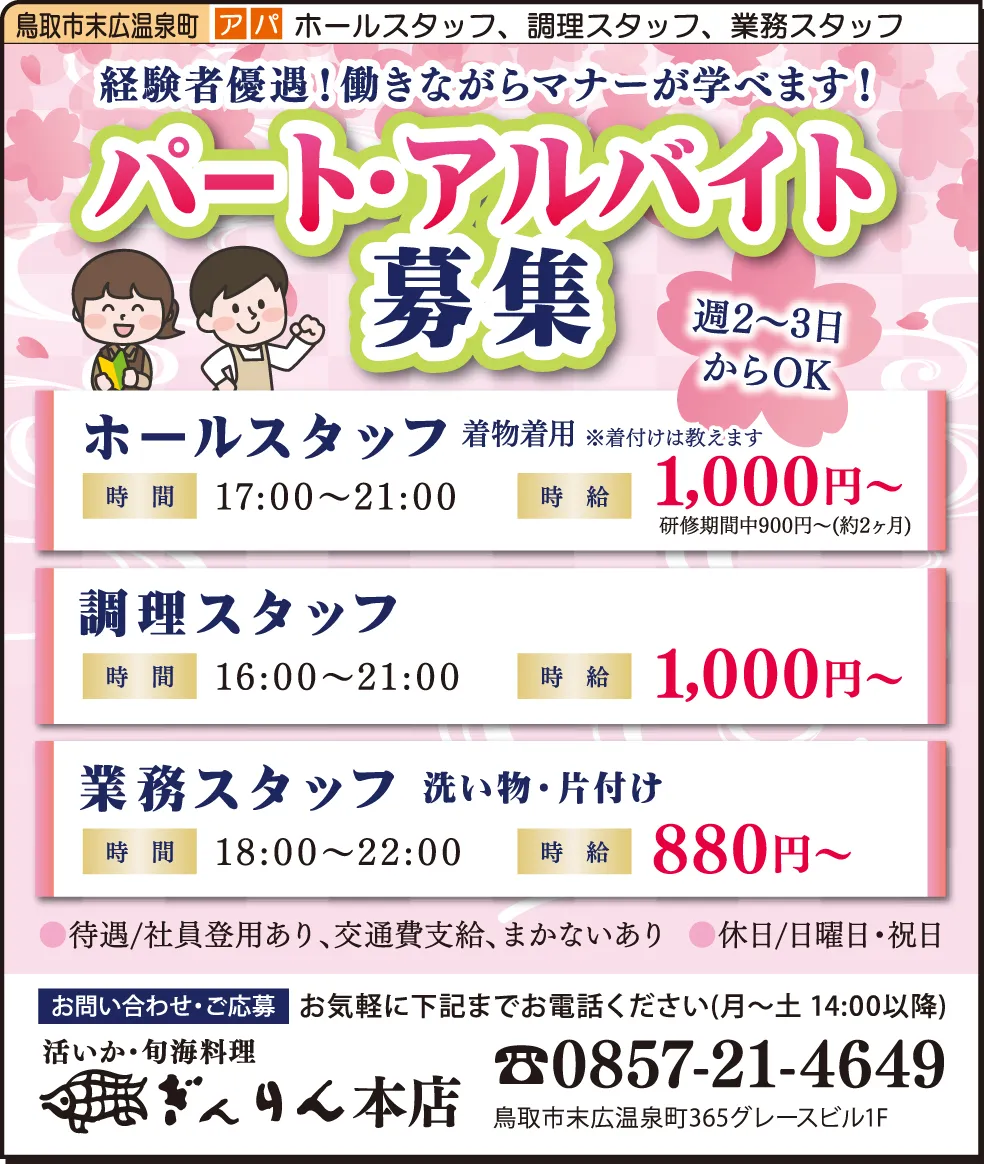 鳥取市末広温泉町 ア パ ホールスタッフ、調理スタッフ、業務スタッフ
経験者優遇!働きながらマナーが学べます!
パート・アルバイト
募集
週2〜3日
からOK
ホールスタッフ 着物着用 ※着付けは教えます
時間 17:00〜21:00 時給 1,000円〜
研修期間中900円〜(約2ヶ月)
調理スタッフ
時間 16:00〜21:00 時給 1,000円〜
業務スタッフ 洗い物・片付け
時間 18:00〜22:00 時給 880円〜
●待遇/社員登用あり、交通費支給、まかないあり ●休日/日曜日・祝日
お問い合わせ・ご応募 お気軽に下記までお電話ください(月〜土 14:00以降)
活いか・旬海料理
ぎんりん本店
☎0857-21-4649
鳥取市末広温泉町365グレースビル1F